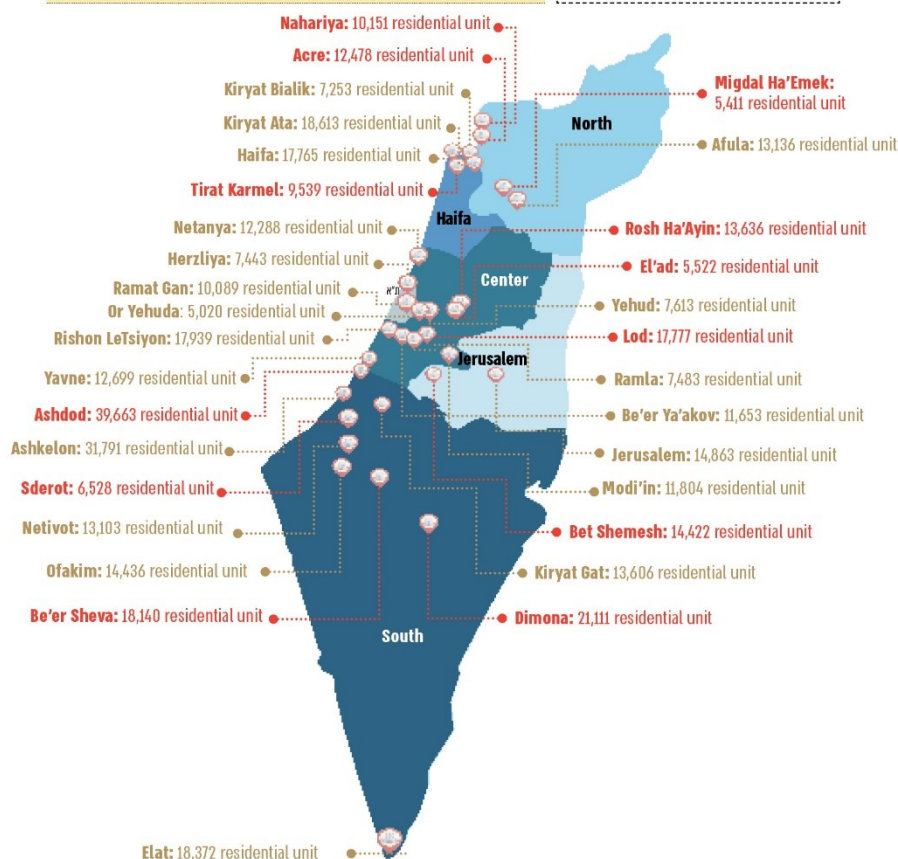 Nahariya: 10,151 residential unit
Acre: 12,478 residential unit
Kiryat Bialik: 7,253 residential unit
Kiryat Ata: 18,613 residential unit
Haifa: 17,765 residential unit
Tirat Karmel: 9,539 residential unit
Netanya: 12,288 residential unit
Herzliya: 7,443 residential unit
Ramat Gan: 10,089 residential unit
Or Yehuda: 5,020 residential unit
Rishon LeTsiyon: 17,939 residential unit
Yavne: 12,699 residential unit
Ashdod: 39,663 residential unit
Ashkelon: 31,791 residential unit
Sderot: 6,528 residential unit
Netivot: 13,103 residential unit
Ofakim: 14,436 residential unit
Be'er Sheva: 18,140 residential unit
Elat: 18.372 residential unit
North
Haifa
Center
ת"א
Jerusalem
South
Migdal Ha'Emek:
5,411 residential unit
Afula: 13,136 residential unit
Rosh Ha'Ayin: 13,636 residential unit
El'ad: 5,522 residential unit
Yehud: 7,613 residential unit
Lod: 17,777 residential unit
Ramla: 7,483 residential unit
Be'er Ya'akov: 11,653 residential unit
Jerusalem: 14,863 residential unit
Modi'in: 11,804 residential unit
Bet Shemesh: 14,422 residential unit
Kiryat Gat: 13,606 residential unit
Dimona: 21,111 residential unit